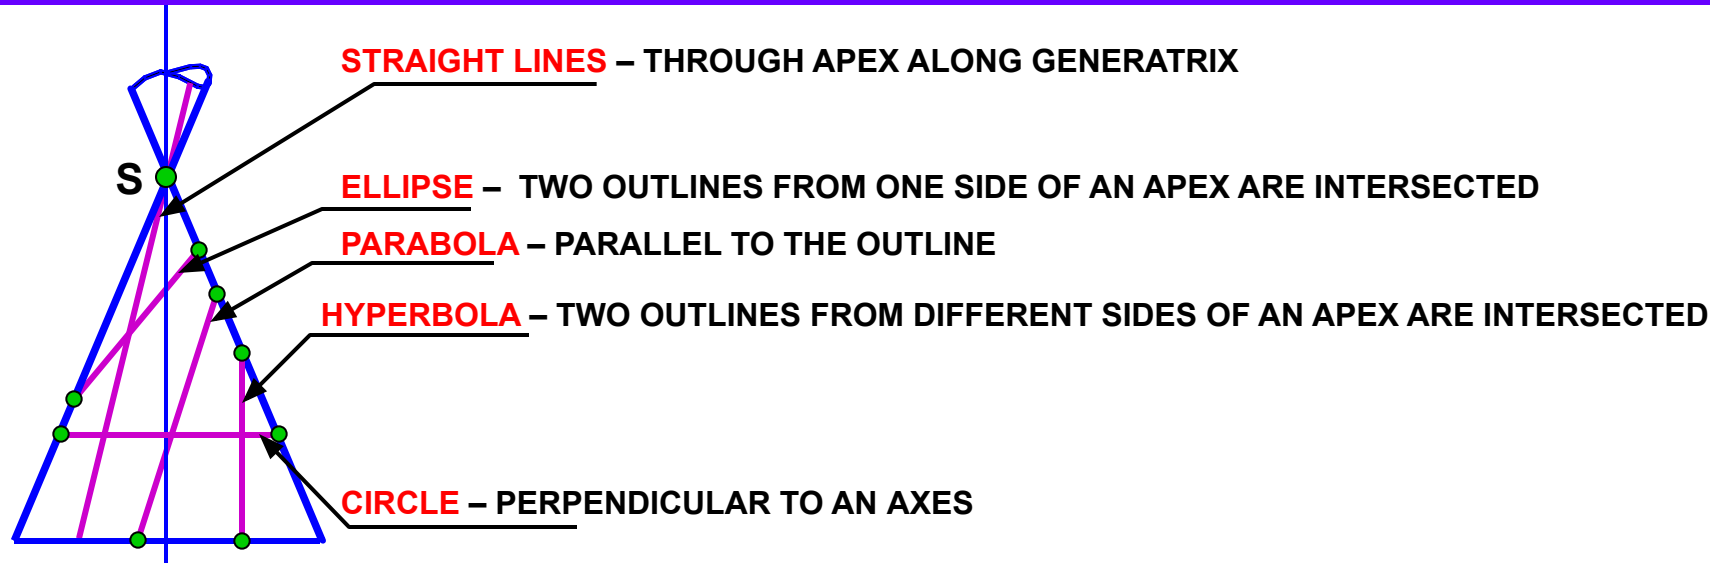 STRAIGHT LINES – THROUGH APEX ALONG GENERATRIX
S
ELLIPSE – TWO OUTLINES FROM ONE SIDE OF AN APEX ARE INTERSECTED
PARABOLA – PARALLEL TO THE OUTLINE
HYPERBOLA – TWO OUTLINES FROM DIFFERENT SIDES OF AN APEX ARE INTERSECTED
CIRCLE – PERPENDICULAR TO AN AXES